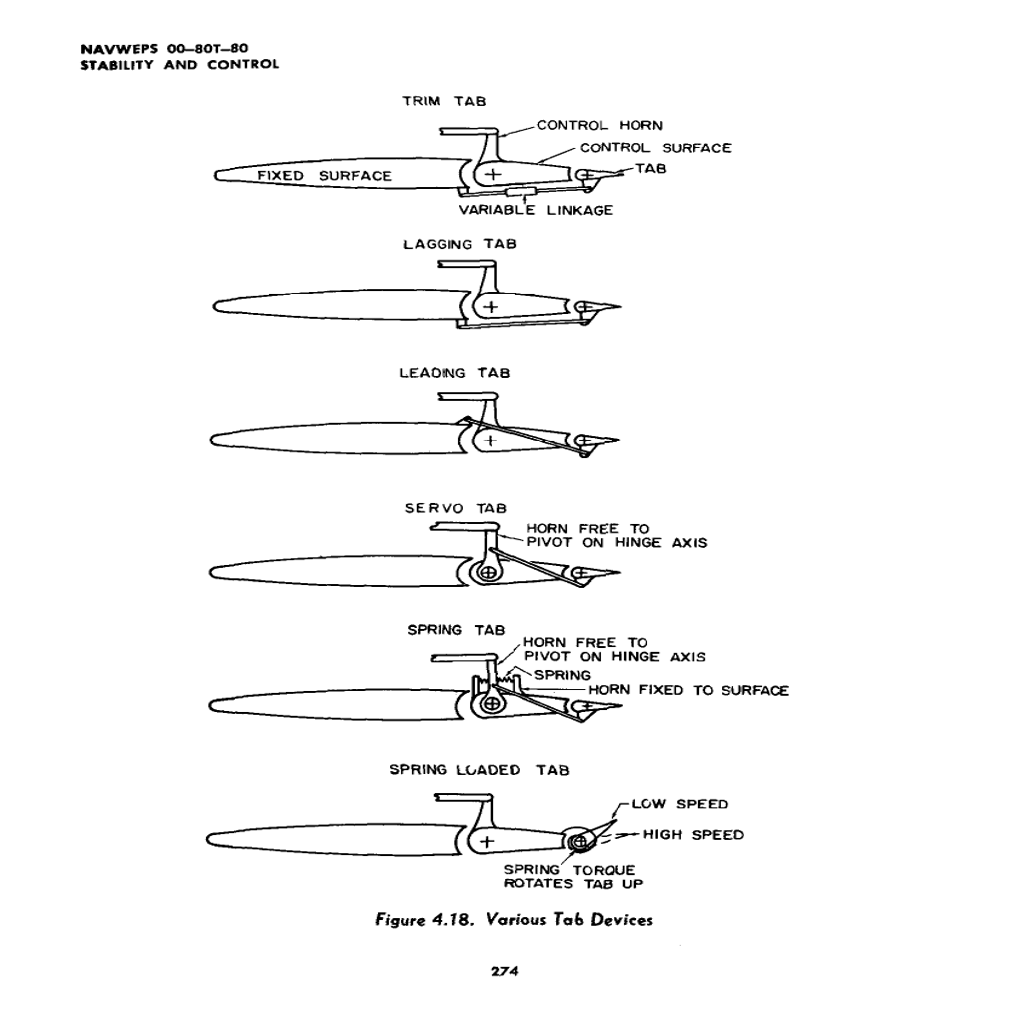 NAVWEPS 00–80T–80
STABILITY AND CONTROL
TRIM TAB
CONTROL HORN
CONTROL SURFACE
TAB
FIXED SURFACE
VARIABLE LINKAGE
LAGGING TAB
LEADING TAB
SERVO TAB
HORN FREE TO
PIVOT ON HINGE AXIS
SPRING TAB
HORN FREE TO
PIVOT ON HINGE AXIS
SPRING
HORN FIXED TO SURFACE
SPRING LOADED TAB
LOW SPEED
HIGH SPEED
SPRING TORQUE
ROTATES TAB UP
Figure 4.18. Various Tab Devices
274